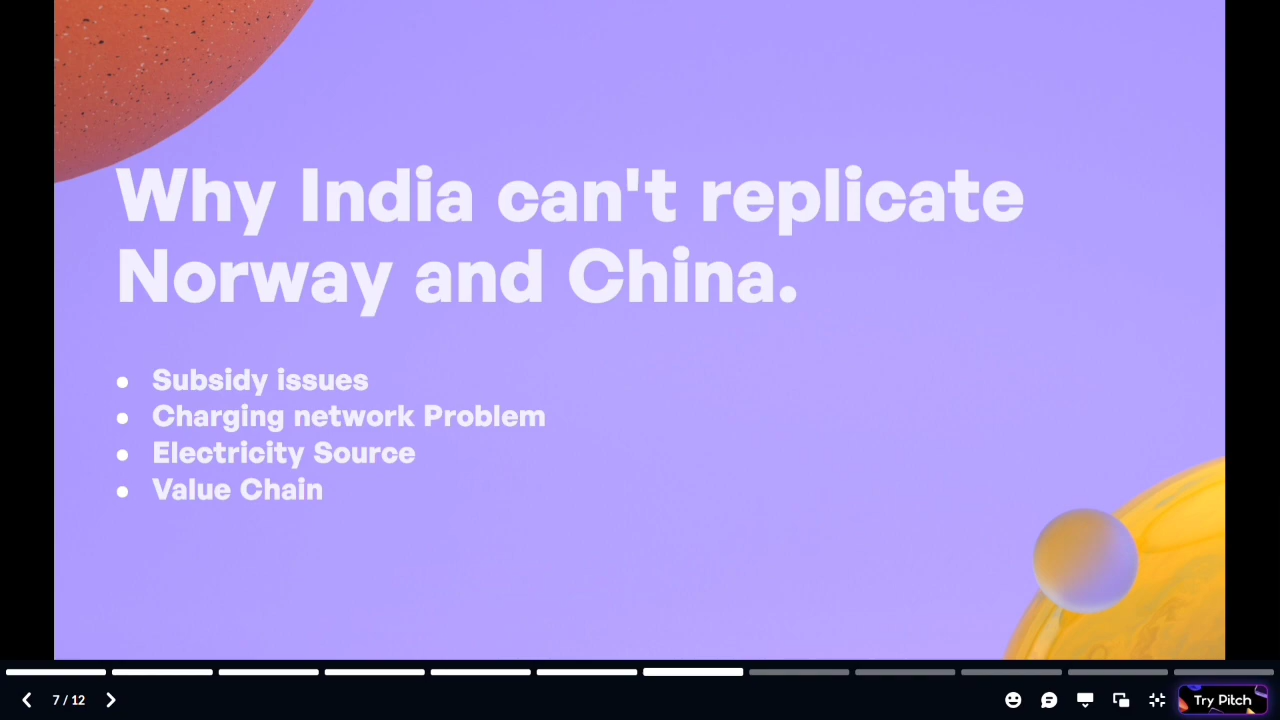 Why India can't replicate
Norway and China.
● Subsidy issues
● Charging network Problem
● Electricity Source
● Value Chain
7 / 12
Try Pitch